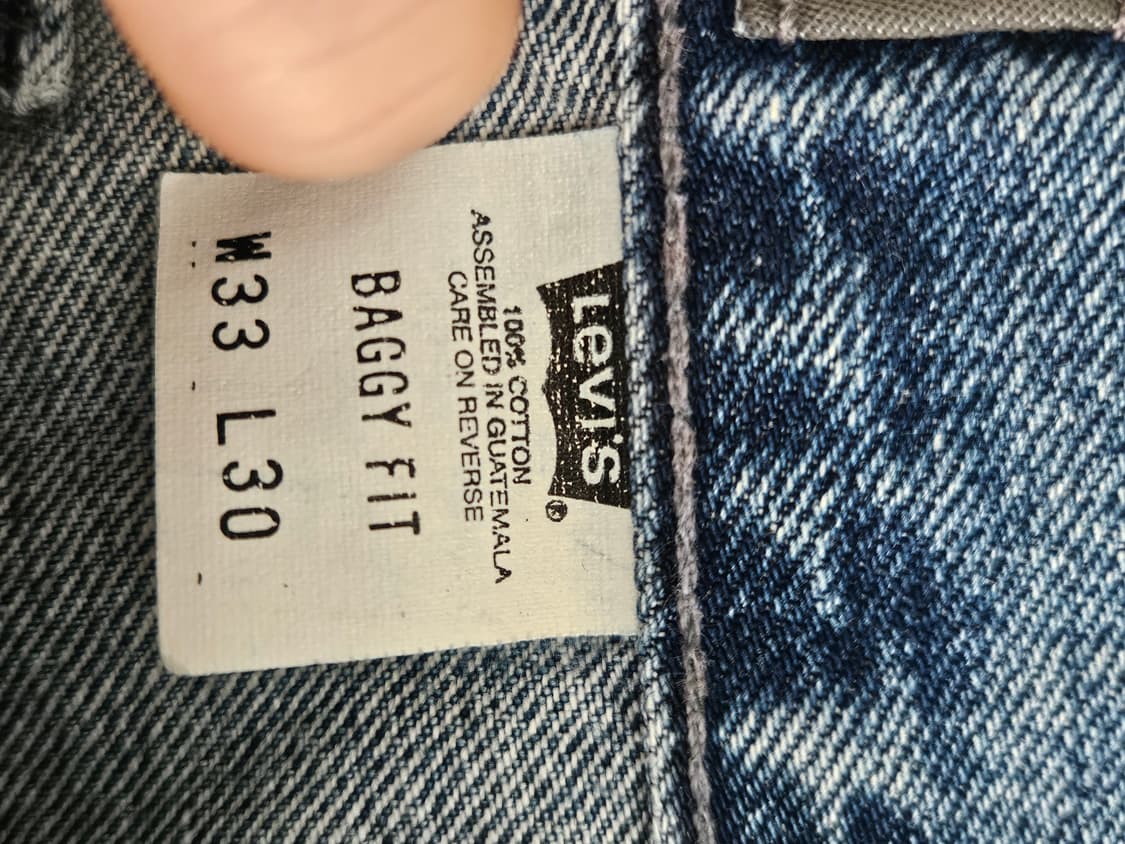 Levi's®
100% COTTON
ASSEMBLED IN GUATEMALA
CARE ON REVERSE
BAGGY FIT
W33 L30